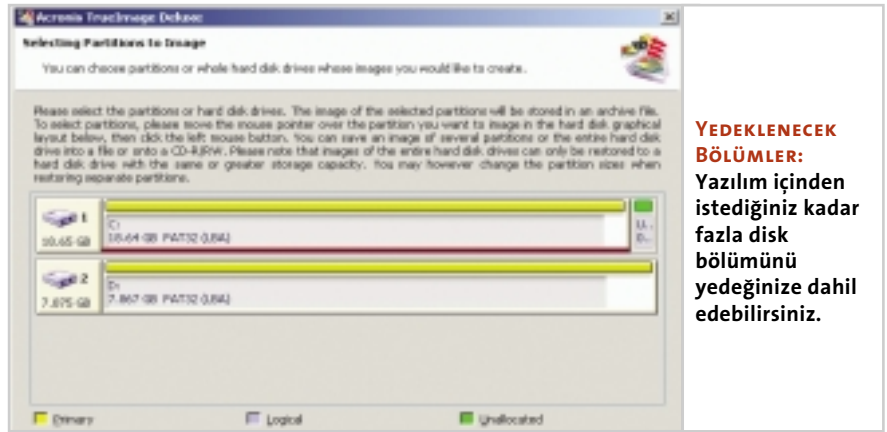 Acronis TrueImage Deluxe
Selecting Partitions to Image
You can choose partitions or whole hard disk drives whose images you would like to create.
Please select the partitions or hard disk drives. The image of the selected partitions will be stored in an archive file.
To select partitions, please move the mouse pointer over the partition you want to image in the hard disk graphical
layout below, then click the left mouse button. You can save an image of several partitions or the entire hard disk
drive into a file or onto a CD-R/RW. Please note that images of the entire hard disk drives can only be restored to a
hard disk drive with the same or greater storage capacity. You may however change the partition sizes when
restoring separate partitions.
1
18.65 GB
C:
18.64 GB FAT32 (LBA)
U..
2
7.875 GB
D:
7.867 GB FAT32 (LBA)
Primary
Logical
Unallocated
YEDEKLENECEK
BÖLÜMLER:
Yazılım içinden
istediğiniz kadar
fazla disk
bölümünü
yedeğinize dahil
edebilirsiniz.